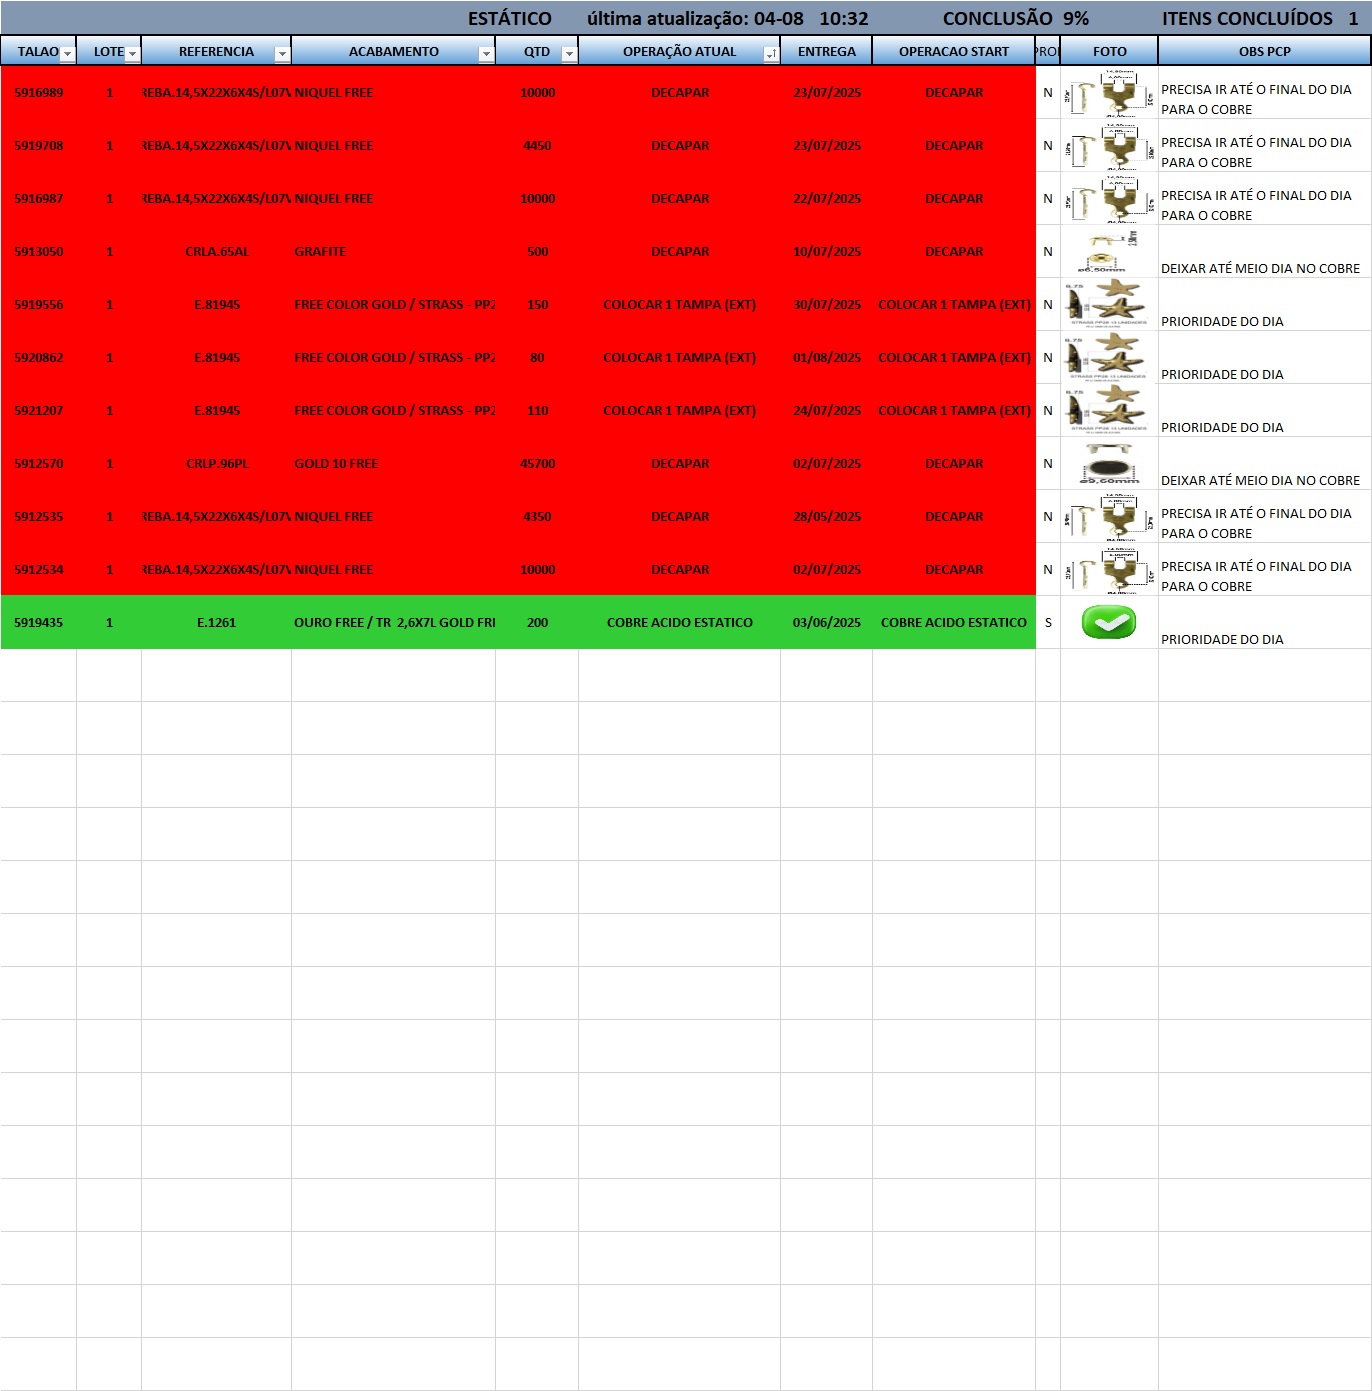 ESTÁTICO última atualização: 04-08 10:32 CONCLUSÃO 9% ITENS CONCLUÍDOS 1
TALAO LOTE REFERENCIA ACABAMENTO QTD OPERAÇÃO ATUAL ENTREGA OPERACAO START PRO FOTO OBS PCP
5916989 1 REBA.14,5X22X6X4S/L07V NIQUEL FREE 10000 DECAPAR 23/07/2025 DECAPAR N PRECISA IR ATÉ O FINAL DO DIA
PARA O COBRE
5919708 1 REBA.14,5X22X6X4S/L07V NIQUEL FREE 4450 DECAPAR 23/07/2025 DECAPAR N PRECISA IR ATÉ O FINAL DO DIA
PARA O COBRE
5916987 1 REBA.14,5X22X6X4S/L07V NIQUEL FREE 10000 DECAPAR 22/07/2025 DECAPAR N PRECISA IR ATÉ O FINAL DO DIA
PARA O COBRE
5913050 1 CRLA.65AL GRAFITE 500 DECAPAR 10/07/2025 DECAPAR N ø6,50mm DEIXAR ATÉ MEIO DIA NO COBRE
5919556 1 E.81945 FREE COLOR GOLD / STRASS - PP2 150 COLOCAR 1 TAMPA (EXT) 30/07/2025 COLOCAR 1 TAMPA (EXT) N PRIORIDADE DO DIA
5920862 1 E.81945 FREE COLOR GOLD / STRASS - PP2 80 COLOCAR 1 TAMPA (EXT) 01/08/2025 COLOCAR 1 TAMPA (EXT) N PRIORIDADE DO DIA
5921207 1 E.81945 FREE COLOR GOLD / STRASS - PP2 110 COLOCAR 1 TAMPA (EXT) 24/07/2025 COLOCAR 1 TAMPA (EXT) N PRIORIDADE DO DIA
5912570 1 CRLP.96PL GOLD 10 FREE 45700 DECAPAR 02/07/2025 DECAPAR N ø9,60mm DEIXAR ATÉ MEIO DIA NO COBRE
5912535 1 REBA.14,5X22X6X4S/L07V NIQUEL FREE 4350 DECAPAR 28/05/2025 DECAPAR N PRECISA IR ATÉ O FINAL DO DIA
PARA O COBRE
5912534 1 REBA.14,5X22X6X4S/L07V NIQUEL FREE 10000 DECAPAR 02/07/2025 DECAPAR N PRECISA IR ATÉ O FINAL DO DIA
PARA O COBRE
5919435 1 E.1261 OURO FREE / TR 2,6X7L GOLD FRE 200 COBRE ACIDO ESTATICO 03/06/2025 COBRE ACIDO ESTATICO S PRIORIDADE DO DIA